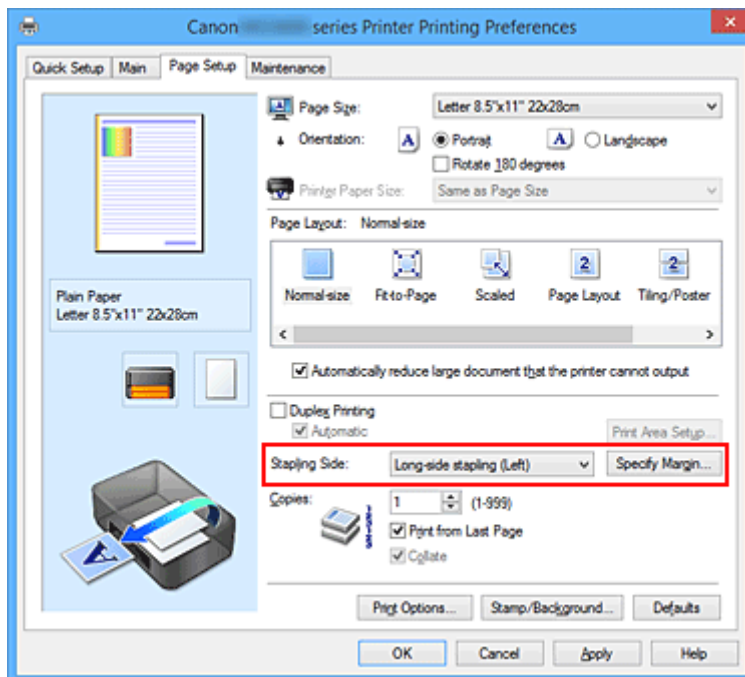 Canon series Printer Printing Preferences
Quick Setup Main Page Setup Maintenance
Page Size: Letter 8.5"x11" 22x28cm
Orientation: A Portrait A Landscape
Rotate 180 degrees
Printer Paper Size: Same as Page Size
Page Layout: Normal-size
Normal-size Fit-to-Page Scaled Page Layout Tiling/Poster
Plain Paper
Letter 8.5"x11" 22x28cm
Automatically reduce large document that the printer cannot output
Duplex Printing
Automatic Print Area Setup...
Stapling Side: Long-side stapling (Left) Specify Margin...
Copies: 1 (1-999)
Print from Last Page
Collate
Print Options... Stamp/Background... Defaults
OK Cancel Apply Help